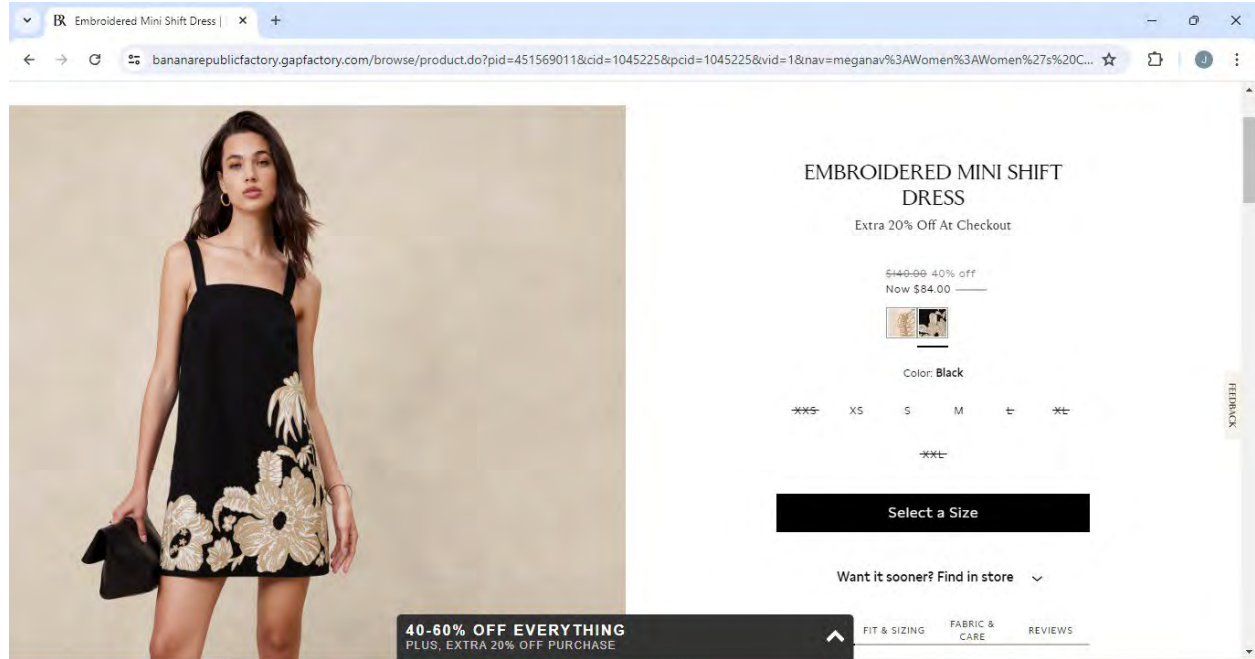 BR Embroidered Mini Shift Dress |
bananarepublicfactory.gapfactory.com/browse/product.do?pid=451569011&cid=1045225&pcid=1045225&vid=1&nav=meganav%3AWomen%3AWomen%27s%20C...
J
EMBROIDERED MINI SHIFT
DRESS
Extra 20% Off At Checkout
$140.00 40% off
Now $84.00
Color: Black
XXS XS S M L XL
XXL
Select a Size
Want it sooner? Find in store
FEEDBACK
40-60% OFF EVERYTHING
PLUS, EXTRA 20% OFF PURCHASE
FIT & SIZING
FABRIC &
CARE
REVIEWS